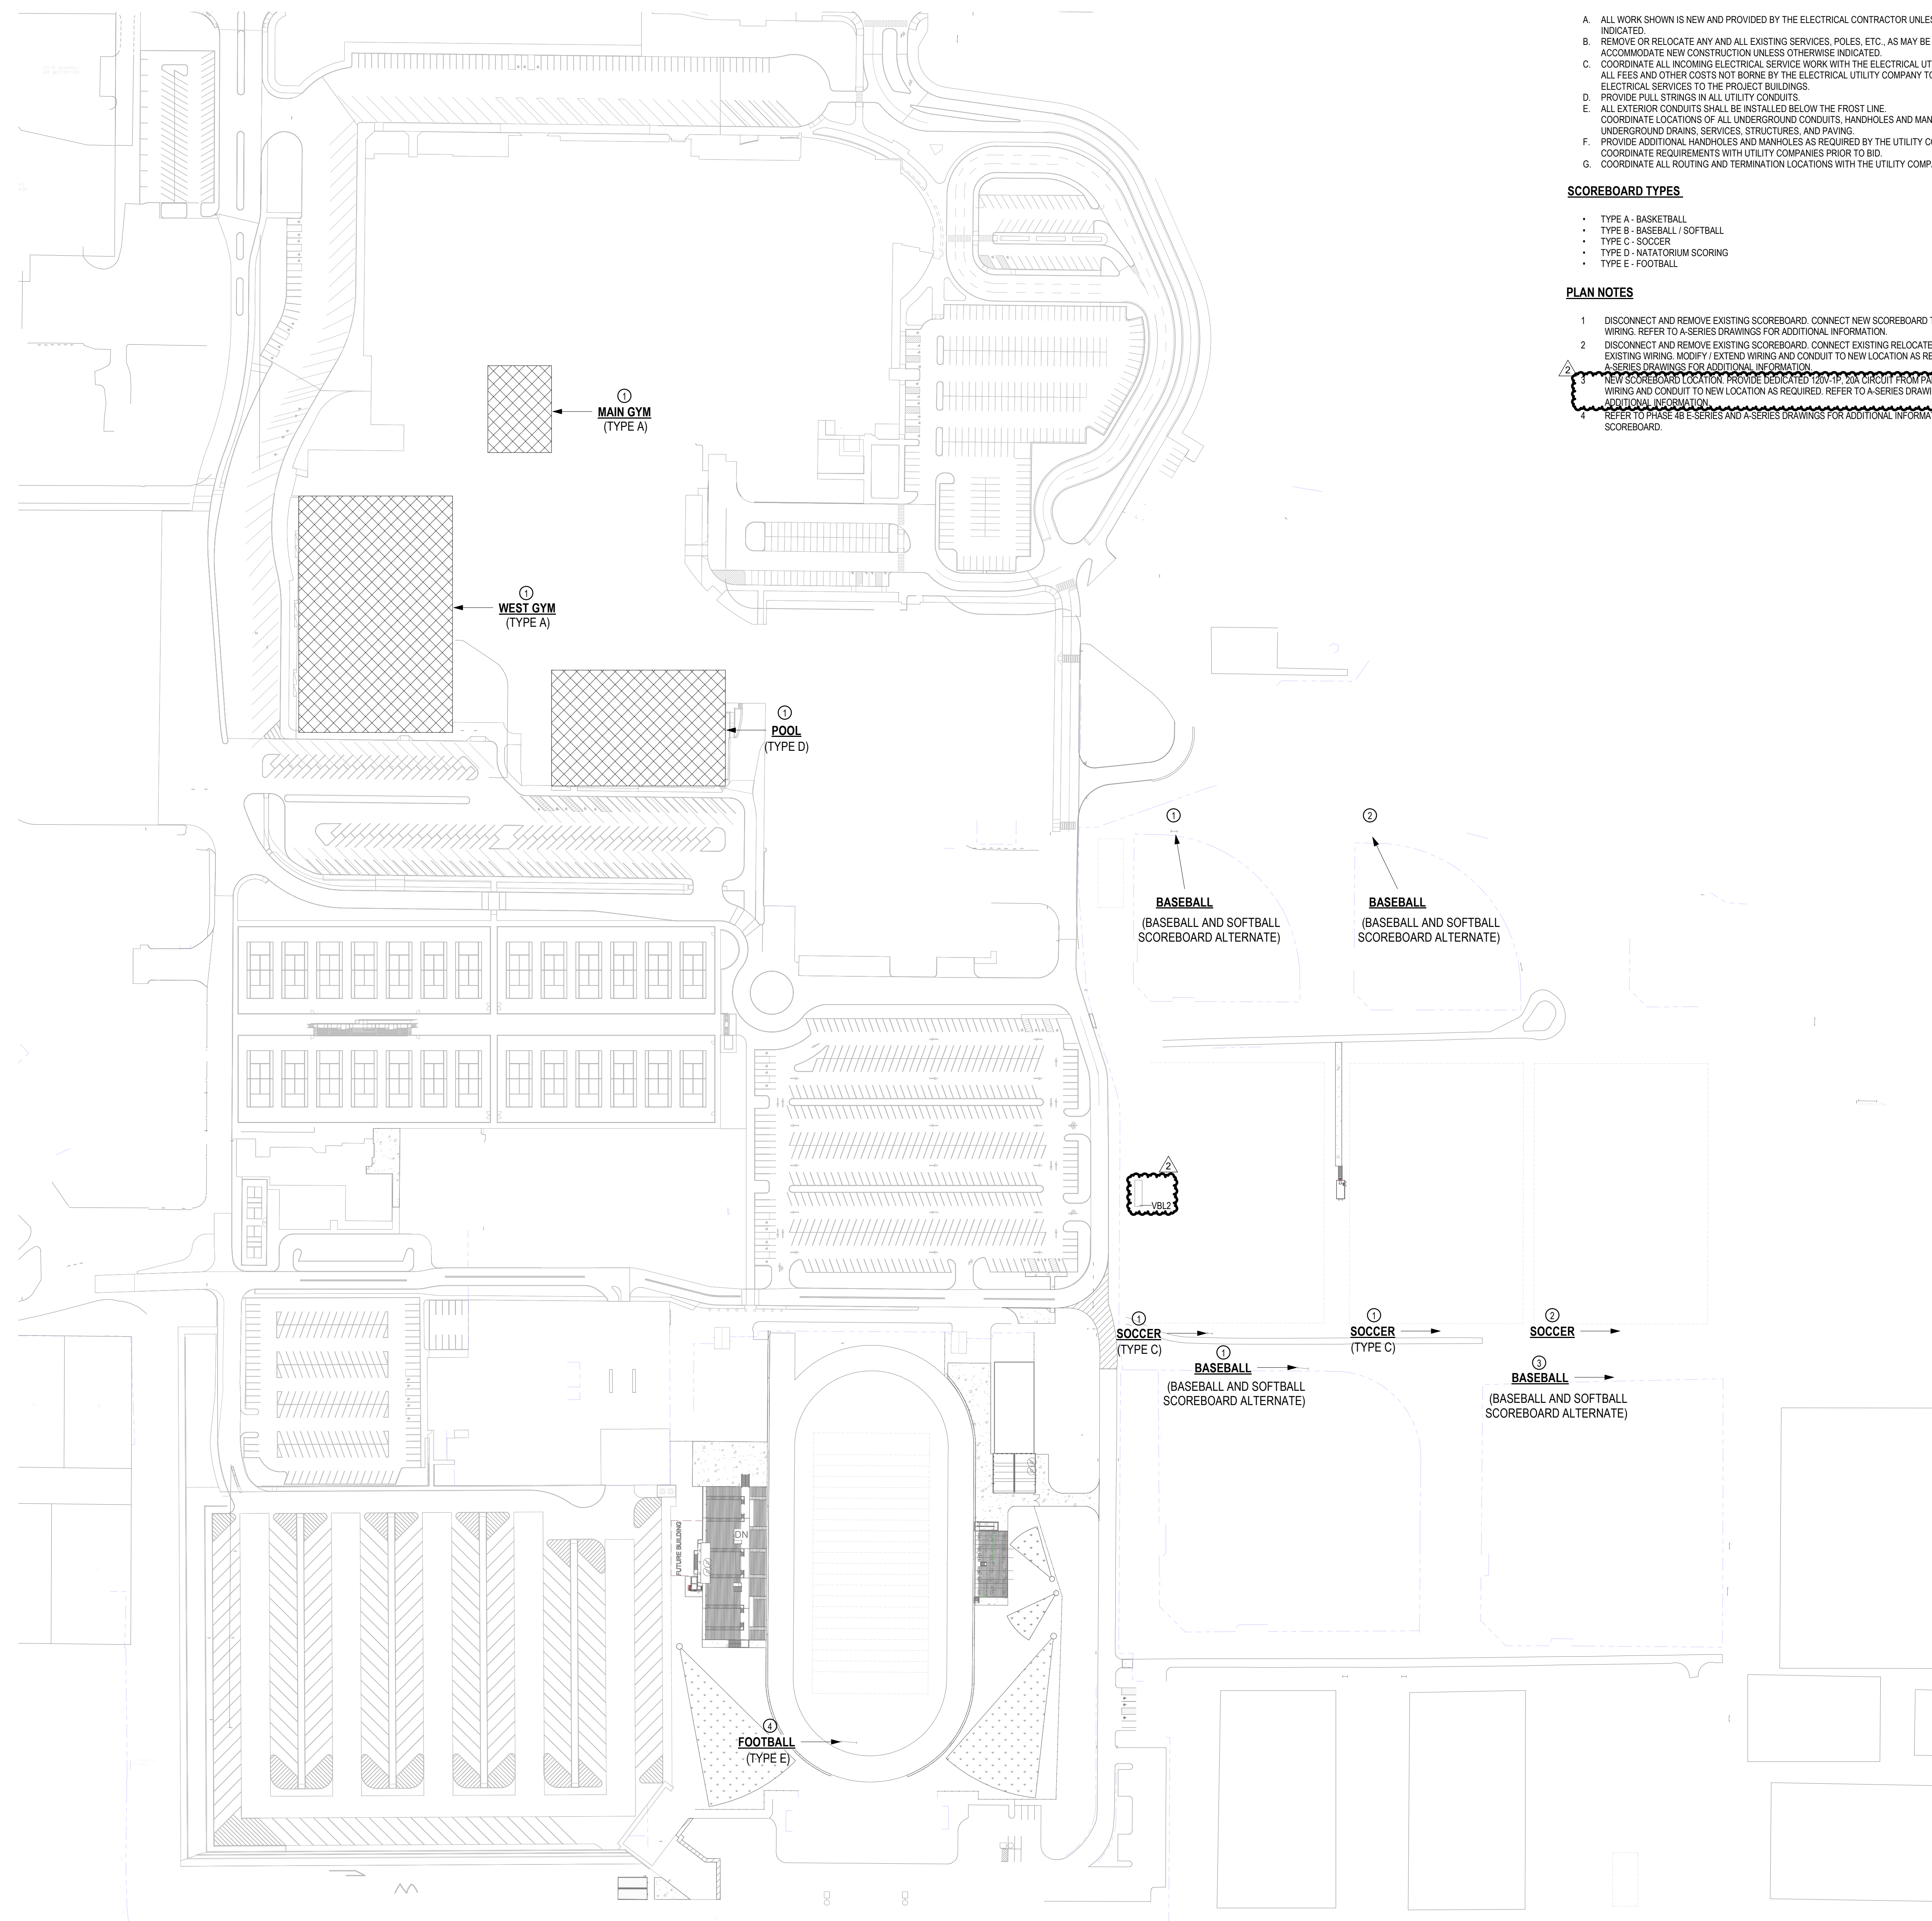 A. ALL WORK SHOWN IS NEW AND PROVIDED BY THE ELECTRICAL CONTRACTOR
INDICATED.
B. REMOVE OR RELOCATE ANY AND ALL EXISTING SERVICES, POLES, ETC., AS MAY BE
ACCOMMODATE NEW CONSTRUCTION UNLESS OTHERWISE INDICATED.
C. COORDINATE ALL INCOMING ELECTRICAL SERVICE WORK WITH THE ELECTRICAL
ALL FEES AND OTHER COSTS NOT BORNE BY THE ELECTRICAL UTILITY COMPANY
ELECTRICAL SERVICES TO THE PROJECT BUILDINGS.
D. PROVIDE PULL STRINGS IN ALL UTILITY CONDUITS.
E. ALL EXTERIOR CONDUITS SHALL BE INSTALLED BELOW THE FROST LINE.
COORDINATE LOCATIONS OF ALL UNDERGROUND CONDUITS, HANDHOLES AND
UNDERGROUND DRAINS, SERVICES, STRUCTURES, AND PAVING.
F. PROVIDE ADDITIONAL HANDHOLES AND MANHOLES AS REQUIRED BY THE UTILITY
COORDINATE REQUIREMENTS WITH UTILITY COMPANIES PRIOR TO BID.
G. COORDINATE ALL ROUTING AND TERMINATION LOCATIONS WITH THE UTILITY
SCOREBOARD TYPES
• TYPE A - BASKETBALL
• TYPE B - BASEBALL / SOFTBALL
• TYPE C - SOCCER
• TYPE D - NATATORIUM SCORING
• TYPE E - FOOTBALL
PLAN NOTES
1 DISCONNECT AND REMOVE EXISTING SCOREBOARD. CONNECT NEW SCOREBOARD
WIRING. REFER TO A-SERIES DRAWINGS FOR ADDITIONAL INFORMATION.
2 DISCONNECT AND REMOVE EXISTING SCOREBOARD. CONNECT EXISTING
EXISTING WIRING. MODIFY / EXTEND WIRING AND CONDUIT TO NEW LOCATION AS
A-SERIES DRAWINGS FOR ADDITIONAL INFORMATION.
2
3 NEW SCOREBOARD LOCATION. PROVIDE DEDICATED 120V-1P, 20A CIRCUIT FROM
WIRING AND CONDUIT TO NEW LOCATION AS REQUIRED. REFER TO A-SERIES
ADDITIONAL INFORMATION.
4 REFER TO PHASE 4B E-SERIES AND A-SERIES DRAWINGS FOR ADDITIONAL
SCOREBOARD.
1
MAIN GYM
(TYPE A)
1
WEST GYM
(TYPE A)
1
POOL
(TYPE D)
1
BASEBALL
(BASEBALL AND SOFTBALL
SCOREBOARD ALTERNATE)
2
BASEBALL
(BASEBALL AND SOFTBALL
SCOREBOARD ALTERNATE)
2
VBL2
1
SOCCER
(TYPE C)
1
SOCCER
(TYPE C)
2
SOCCER
1
BASEBALL
(BASEBALL AND SOFTBALL
SCOREBOARD ALTERNATE)
3
BASEBALL
(BASEBALL AND SOFTBALL
SCOREBOARD ALTERNATE)
FUTURE BUILDING
DN
4
FOOTBALL
(TYPE E)